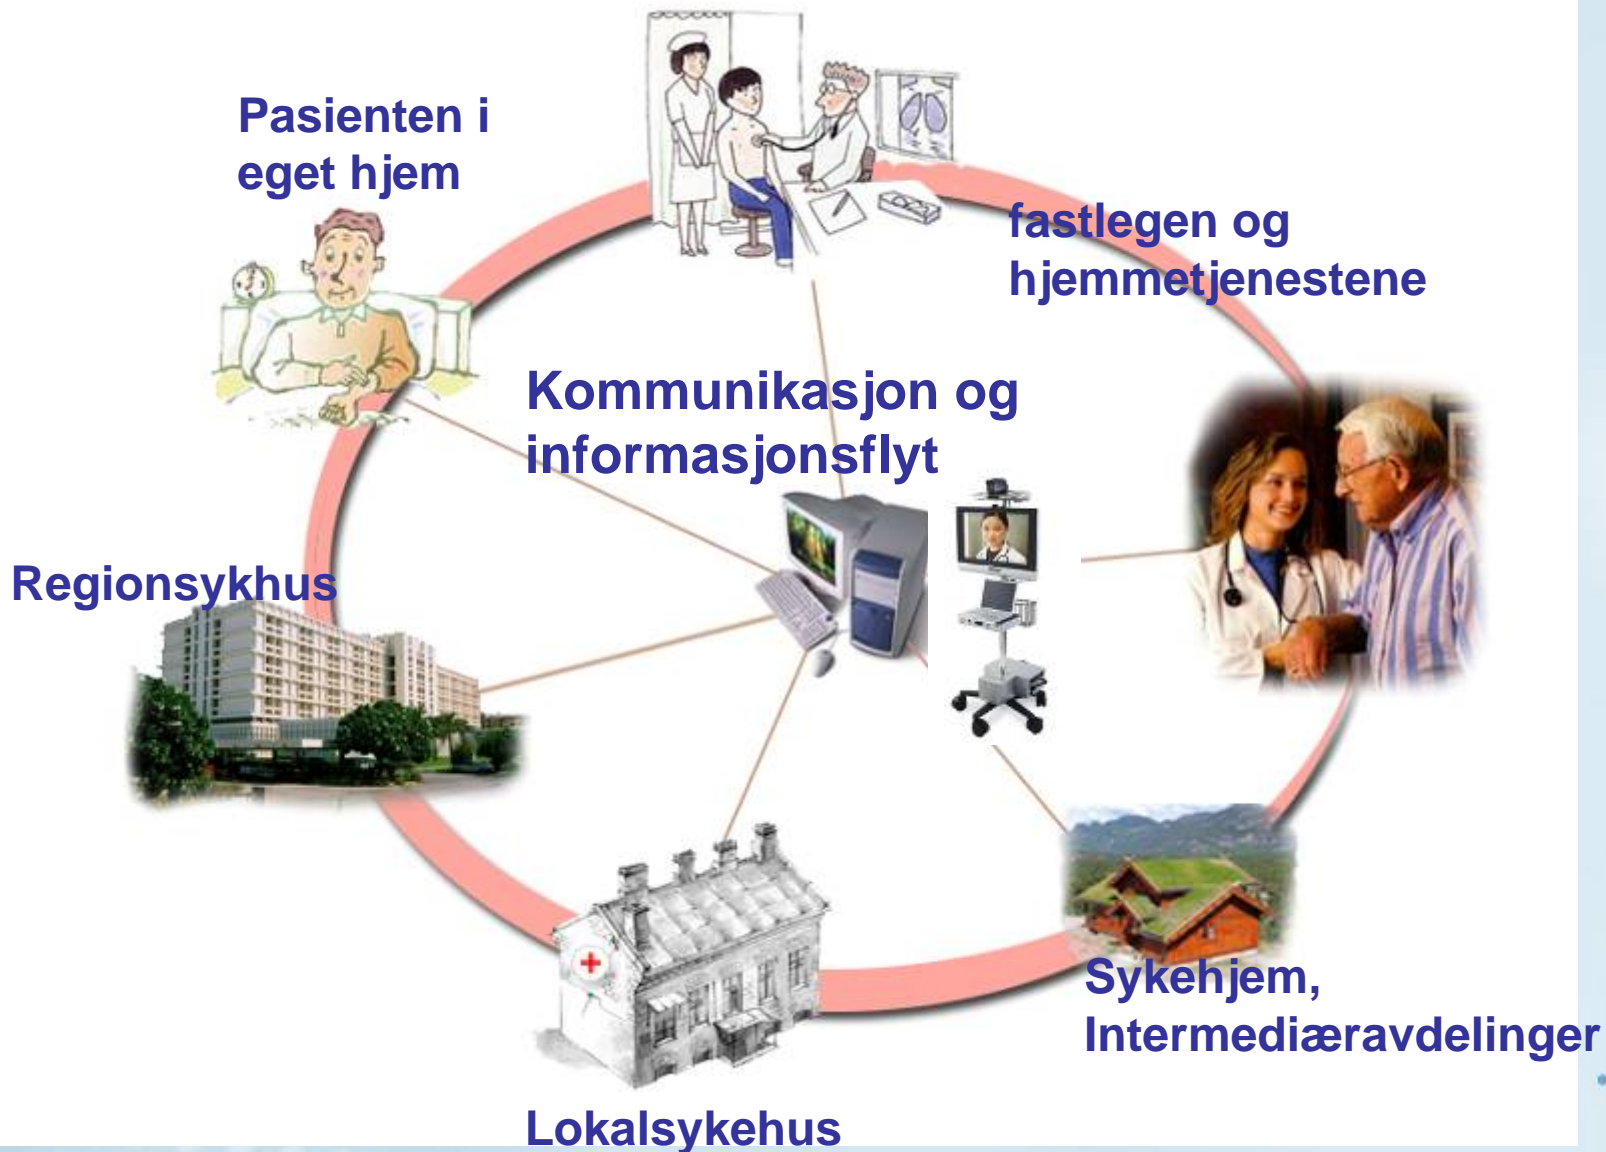 Pasienten i
eget hjem
fastlegen og
hjemmetjenestene
Kommunikasjon og
informasjonsflyt
Regionsykhus
Sykehjem,
Intermediæravdelinger
Lokalsykehus